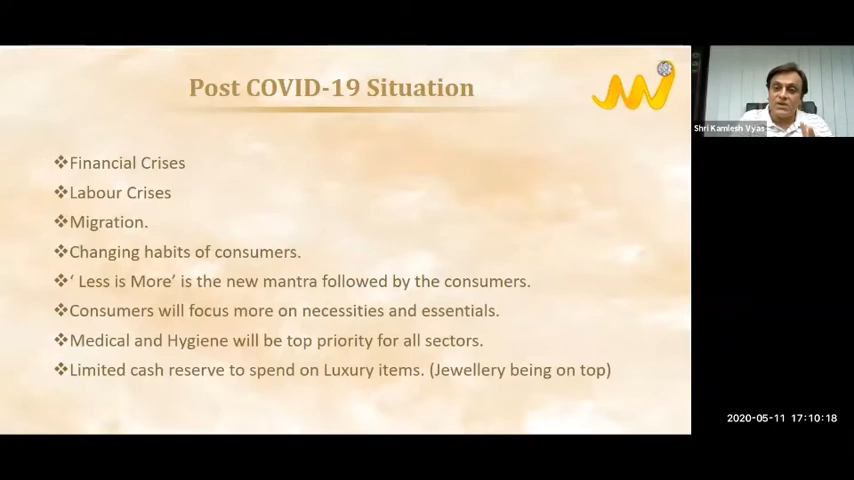 Post COVID-19 Situation
Shri Kamlesh Vyas
❖Financial Crises
❖Labour Crises
❖Migration.
❖Changing habits of consumers.
❖‘ Less is More’ is the new mantra followed by the consumers.
❖Consumers will focus more on necessities and essentials.
❖Medical and Hygiene will be top priority for all sectors.
❖Limited cash reserve to spend on Luxury items. (Jewellery being on top)
2020-05-11 17:10:18